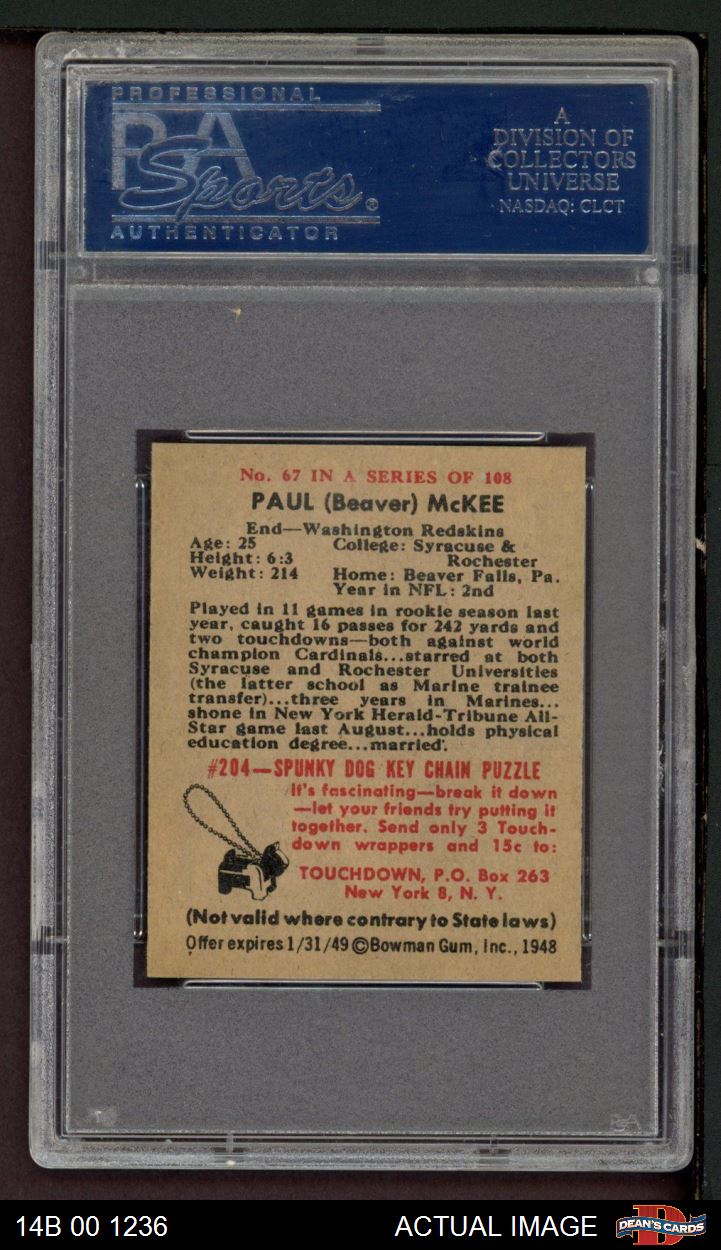 PROFESSIONAL
PSA
Sports®
AUTHENTICATOR
A
DIVISION OF
COLLECTORS
UNIVERSE
NASDAQ: CLCT
No. 67 IN A SERIES OF 108
PAUL (Beaver) McKEE
End—Washington Redskins
Age: 25 College: Syracuse &
Height: 6:3 Rochester
Weight: 214 Home: Beaver Falls, Pa.
Year in NFL: 2nd
Played in 11 games in rookie season last
year, caught 16 passes for 242 yards and
two touchdowns—both against world
champion Cardinals...starred at both
Syracuse and Rochester Universities
(the latter school as Marine trainee
transfer)...three years in Marines...
shone in New York Herald-Tribune All-
Star game last August...holds physical
education degree...married.
#204—SPUNKY DOG KEY CHAIN PUZZLE
It's fascinating—break it down
—let your friends try putting it
together. Send only 3 Touch-
down wrappers and 15c to:
TOUCHDOWN, P.O. Box 263
New York 8, N. Y.
(Not valid where contrary to State laws)
Offer expires 1/31/49 ©Bowman Gum, Inc., 1948
PSA
14B 00 1236
ACTUAL IMAGE
D
DEAN'S CARDS